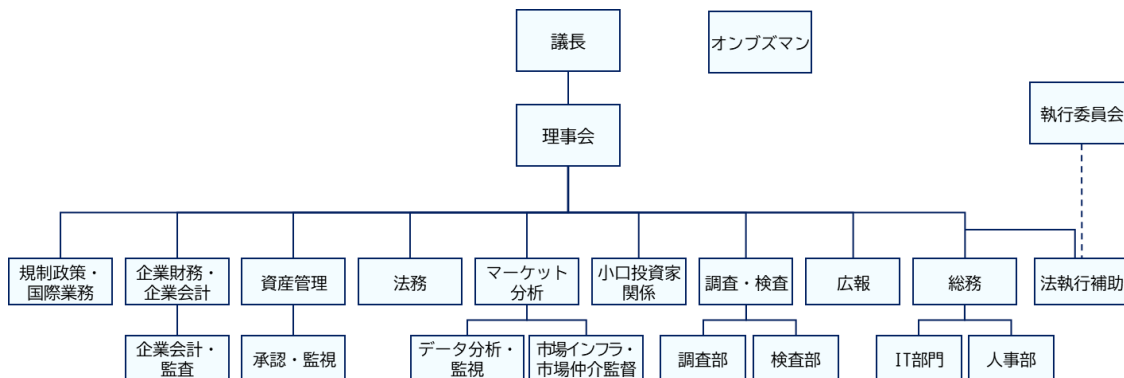 議長
オンブズマン
執行委員会
理事会
規制政策・
国際業務
企業財務・
企業会計
資産管理
法務
マーケット
分析
小口投資家
関係
調査・検査
広報
総務
法執行補助
企業会計・
監査
承認・監視
データ分析・
監視
市場インフラ・
市場仲介監督
調査部
検査部
IT部門
人事部